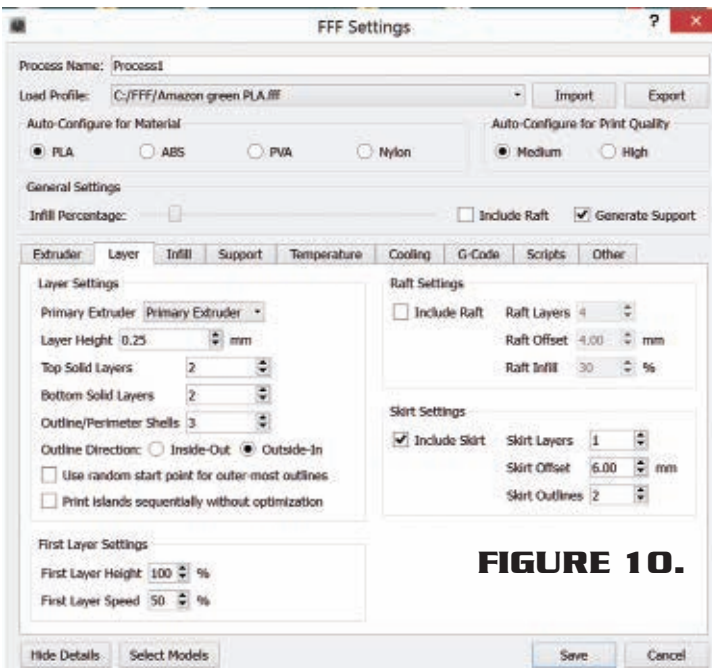 FFF Settings
?
Process Name: Process1
Load Profile: C:/FFF/Amazon green PLA.fff Import Export
Auto-Configure for Material
PLA ABS PVA Nylon
Auto-Configure for Print Quality
Medium High
General Settings
Infill Percentage: Include Raft Generate Support
Extruder Layer Infill Support Temperature Cooling G-Code Scripts Other
Layer Settings
Primary Extruder Primary Extruder
Layer Height 0.25 mm
Top Solid Layers 2
Bottom Solid Layers 2
Outline/Perimeter Shells 3
Outline Direction: Inside-Out Outside-In
Use random start point for outer-most outlines
Print islands sequentially without optimization
First Layer Settings
First Layer Height 100 %
First Layer Speed 50 %
Raft Settings
Include Raft Raft Layers 4
Raft Offset 4.00 mm
Raft Infill 30 %
Skirt Settings
Include Skirt Skirt Layers 1
Skirt Offset 6.00 mm
Skirt Outlines 2
FIGURE 10.
Hide Details Select Models Save Cancel